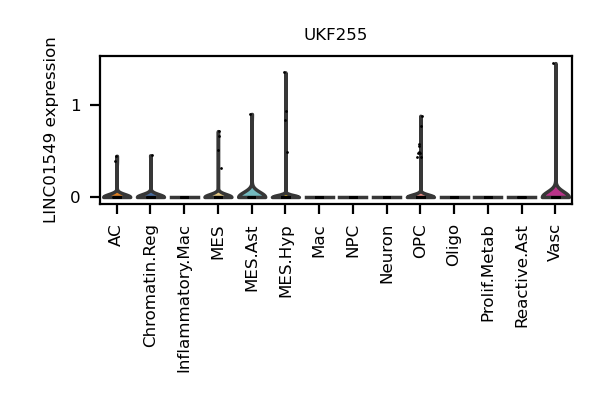 UKF255
LINC01549 expression
1
0
AC
Chromatin.Reg
Inflammatory.Mac
MES
MES.Ast
MES.Hyp
Mac
NPC
Neuron
OPC
Oligo
Prolif.Metab
Reactive.Ast
Vasc